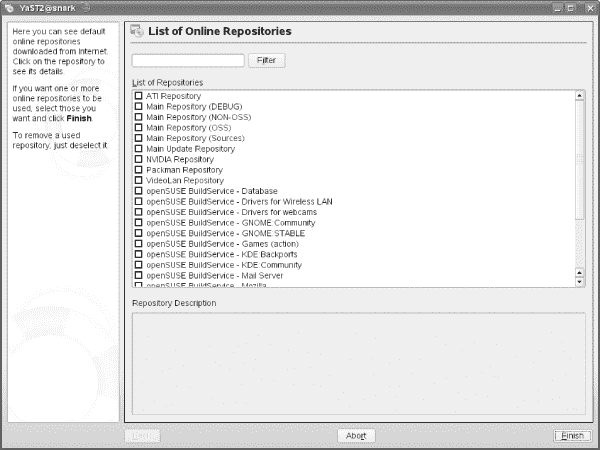 YaST2@snark
Here you can see default
online repositories
downloaded from internet.
Click on the repository to
see its details.
If you want one or more
online repositories to be
used, select those you
want and click Finish.
To remove a used
repository, just deselect it
List of Online Repositories
Filter
List of Repositories
ATI Repository
Main Repository (DEBUG)
Main Repository (NON-OSS)
Main Repository (OSS)
Main Repository (Sources)
Main Update Repository
NVIDIA Repository
Packman Repository
VideoLan Repository
openSUSE BuildService - Database
openSUSE BuildService - Drivers for Wireless LAN
openSUSE BuildService - Drivers for webcams
openSUSE BuildService - GNOME:Community
openSUSE BuildService - GNOME:STABLE
openSUSE BuildService - Games (action)
openSUSE BuildService - KDE:Backports
openSUSE BuildService - KDE:Community
openSUSE BuildService - Mail Server
openSUSE BuildService - Mozilla
Repository Description
Abort
Finish